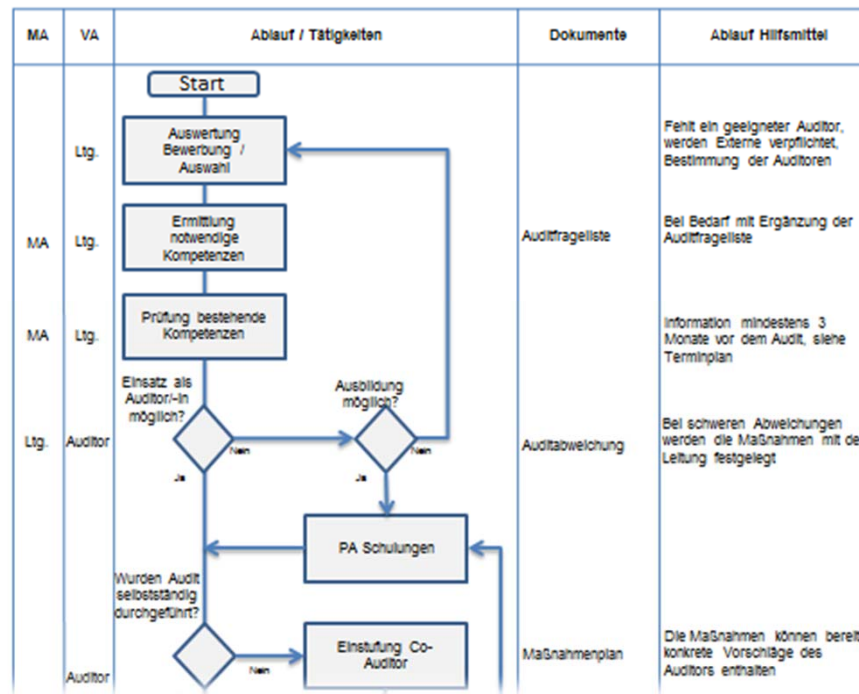 MA VA Ablauf / Tätigkeiten Dokumente Ablauf Hilfsmittel
Start
Ltg.
Auswertung
Bewerbung /
Auswahl
Fehlt ein geeigneter Auditor,
werden Externe verpflichtet,
Bestimmung der Auditoren
MA Ltg.
Ermittlung
notwendige
Kompetenzen
Auditfrageliste
Bei Bedarf mit Ergänzung der
Auditfrageliste
MA Ltg.
Prüfung bestehende
Kompetenzen
Information mindestens 3
Monate vor dem Audit, siehe
Terminplan
Einsatz als
Auditor/-in
möglich?
Ausbildung
möglich?
Ltg. Auditor
Nein
Nein
Ja
Ja
Auditabweichung
Bei schweren Abweichungen
werden die Maßnahmen mit de
Leitung festgelegt
PA Schulungen
Wurden Audit
selbstständig
durchgeführt?
Auditor
Nein
Einstufung Co-
Auditor
Maßnahmenplan
Die Maßnahmen können bereit
konkrete Vorschläge des
Auditors enthalten